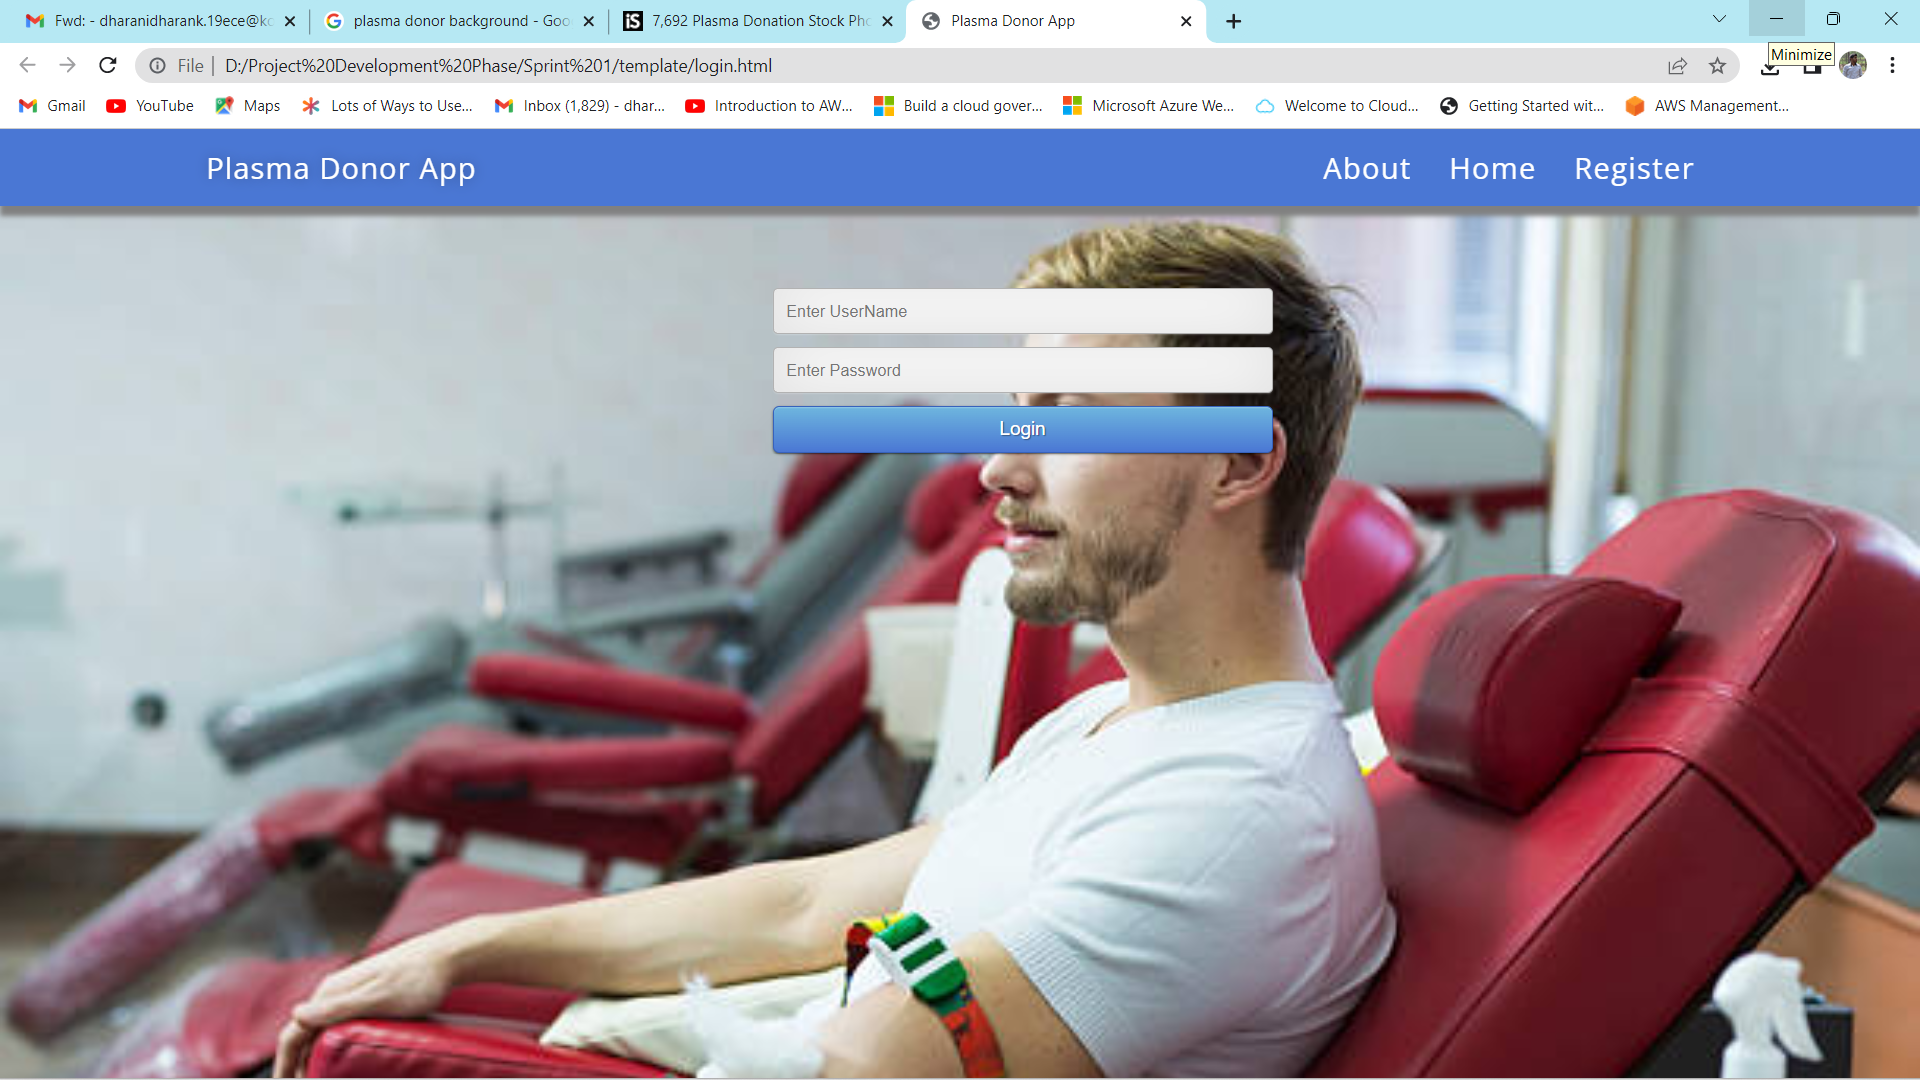 Fwd: - dharanidharank.19ece@kc
plasma donor background - Goo
iS 7,692 Plasma Donation Stock Pho
Plasma Donor App
File | D:/Project%20Development%20Phase/Sprint%201/template/login.html
Minimize
Gmail
YouTube
Maps
Lots of Ways to Use...
Inbox (1,829) - dhar...
Introduction to AW...
Build a cloud gover...
Microsoft Azure We...
Welcome to Cloud...
Getting Started wit...
AWS Management...
Plasma Donor App
About
Home
Register
Enter UserName
Enter Password
Login